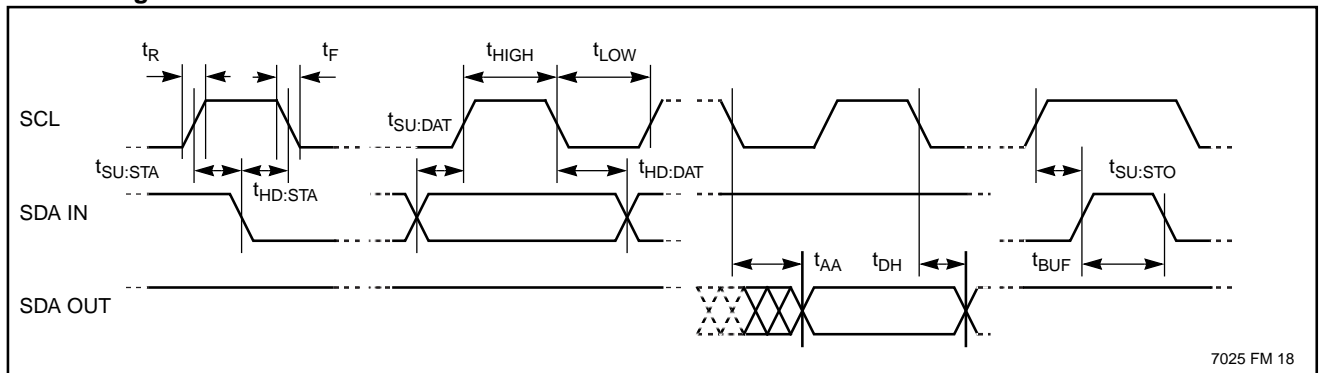 tR
tF
tHIGH
tLOW
SCL
tSU:DAT
tSU:STA
tHD:STA
tHD:DAT
tSU:STO
SDA IN
tAA
tDH
tBUF
SDA OUT
7025 FM 18